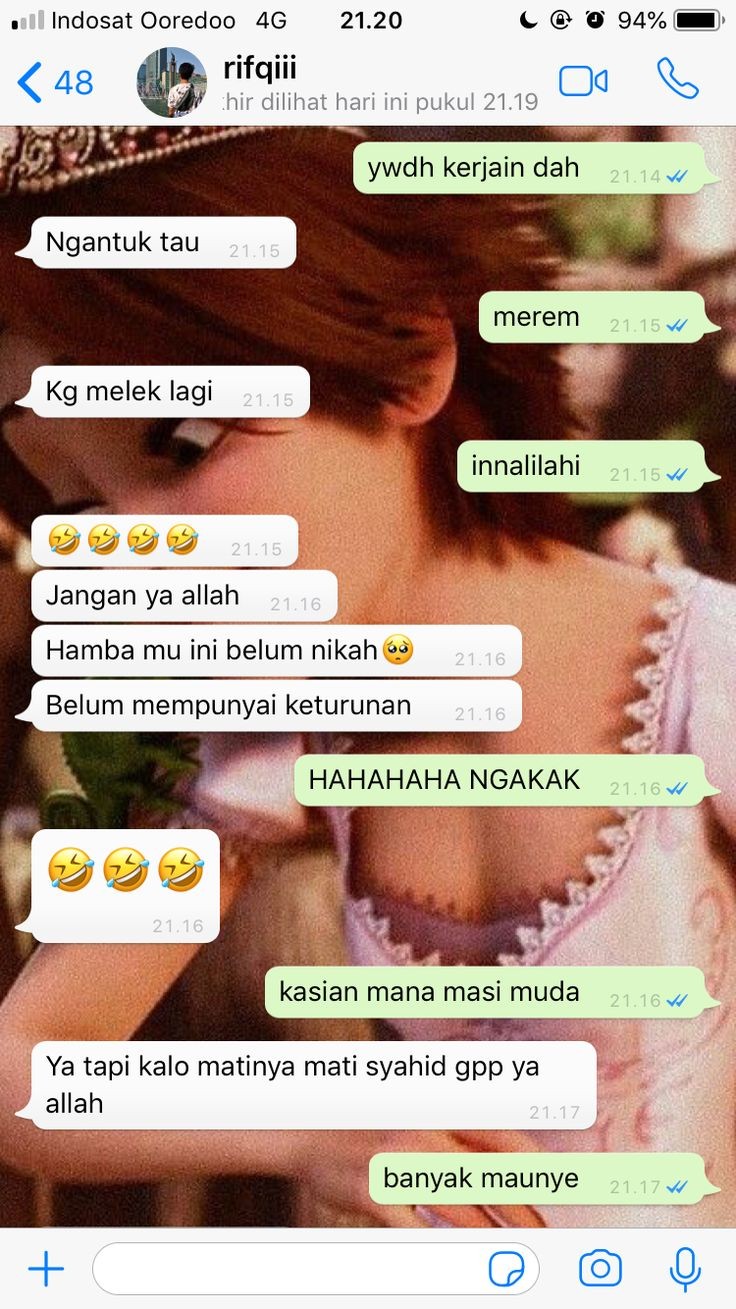 Indosat Ooredoo 4G 21.20 94%
48 rifqiii
hir dilihat hari ini pukul 21.19
ywdh kerjain dah 21.14
Ngantuk tau 21.15
merem 21.15
Kg melek lagi 21.15
innalilahi 21.15
🤣🤣🤣🤣 21.15
Jangan ya allah 21.16
Hamba mu ini belum nikah🥺 21.16
Belum mempunyai keturunan 21.16
HAHAHAHA NGAKAK 21.16
🤣🤣🤣
21.16
kasian mana masi muda 21.16
Ya tapi kalo matinya mati syahid gpp ya
allah 21.17
banyak maunye 21.17